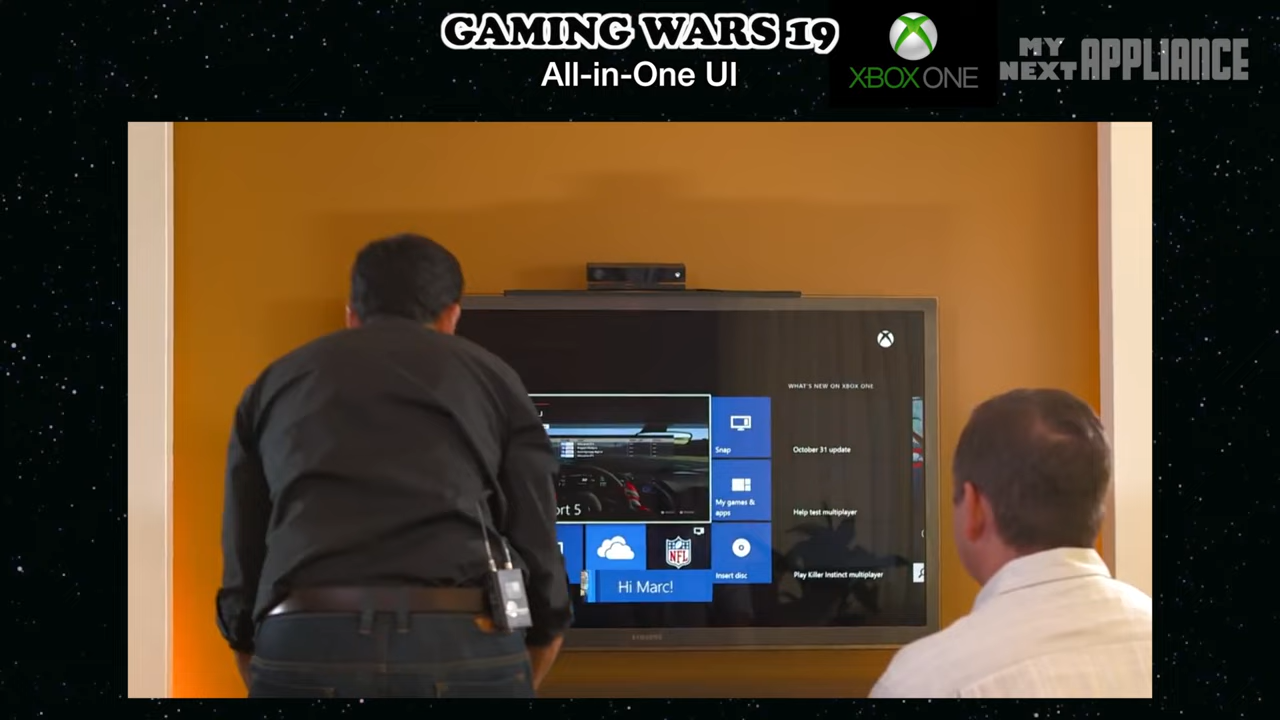 GAMING WARS 19
All-in-One UI
XBOX ONE
MY
NEXT APPLIANCE
WHAT'S NEW ON XBOX ONE
October 31 update
Help test multiplayer
Play Killer Instinct multiplayer
Snap
My games &
apps
ort 5
NFL
Insert disc
Hi Marc!
SAMSUNG